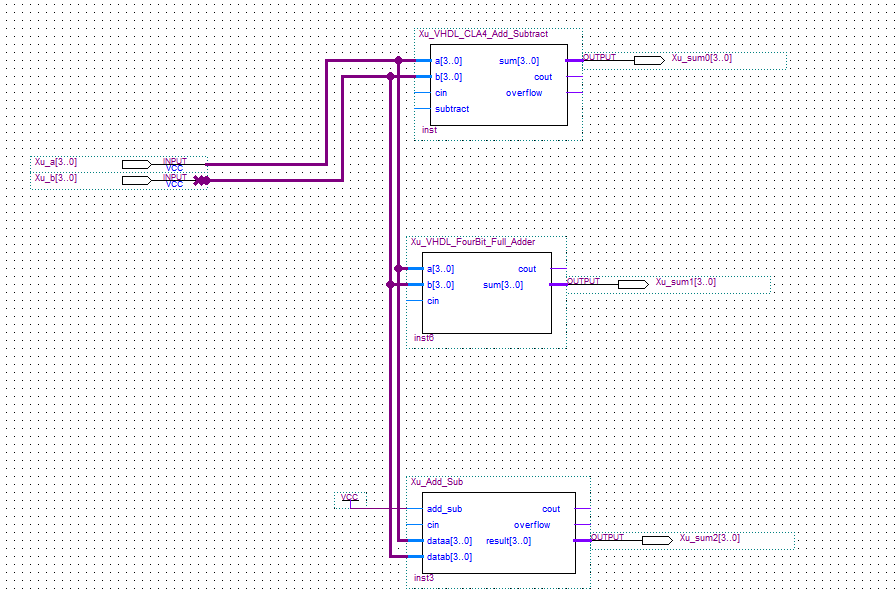 Xu_VHDL_CLA4_Add_Subtract
a[3..0] sum[3..0] OUTPUT Xu_sum0[3..0]
b[3..0] cout
cin overflow
subtract
inst
Xu_a[3..0] INPUT
VCC
Xu_b[3..0] INPUT
VCC
Xu_VHDL_FourBit_Full_Adder
a[3..0] cout
b[3..0] sum[3..0] OUTPUT Xu_sum1[3..0]
cin
inst6
Xu_Add_Sub
VCC
add_sub cout
cin overflow
dataa[3..0] result[3..0] OUTPUT Xu_sum2[3..0]
datab[3..0]
inst3